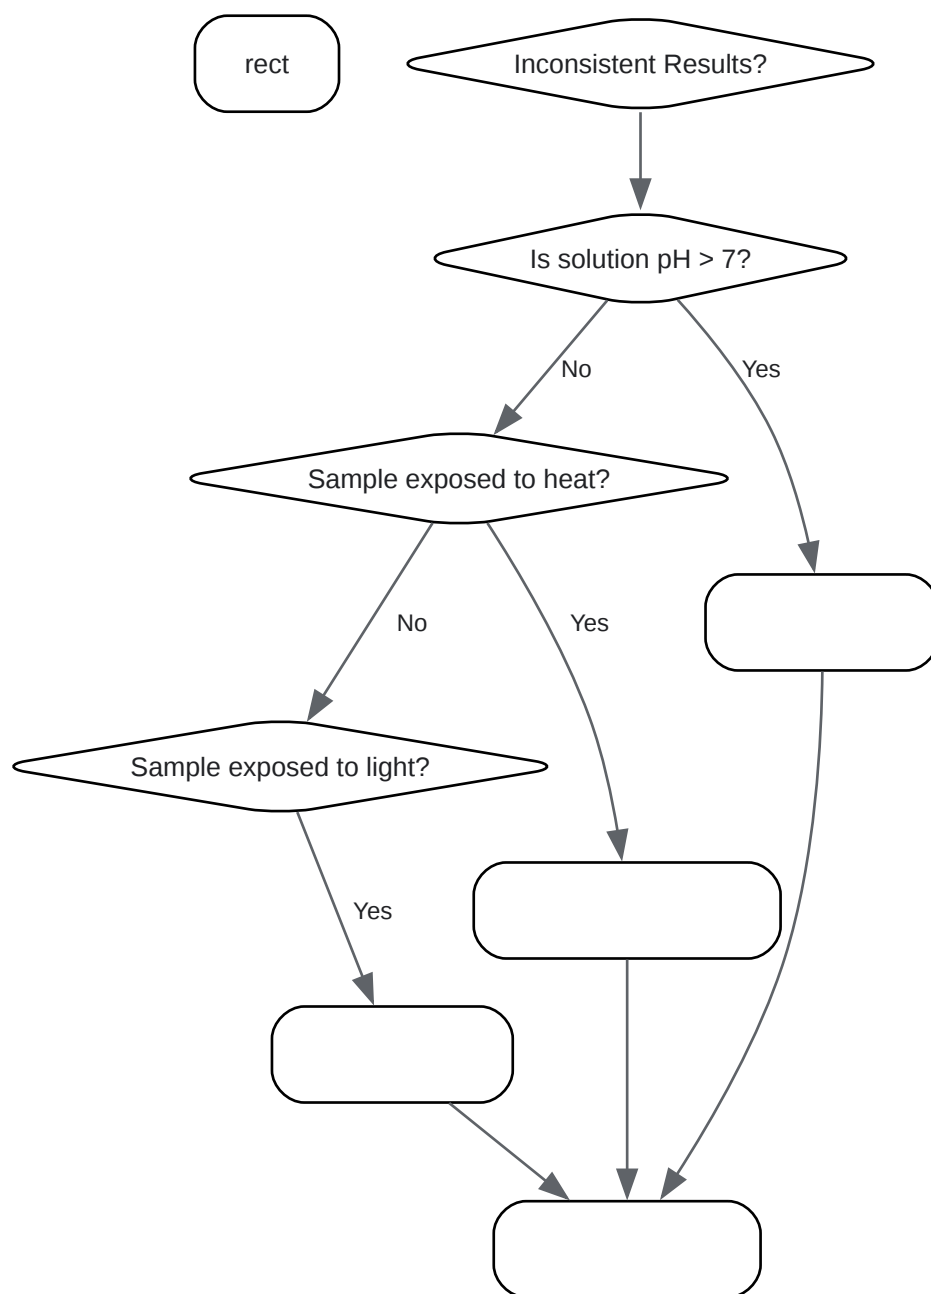 rect
Inconsistent Results?
Is solution pH > 7?
No
Yes
Sample exposed to heat?
No
Yes
Sample exposed to light?
Yes